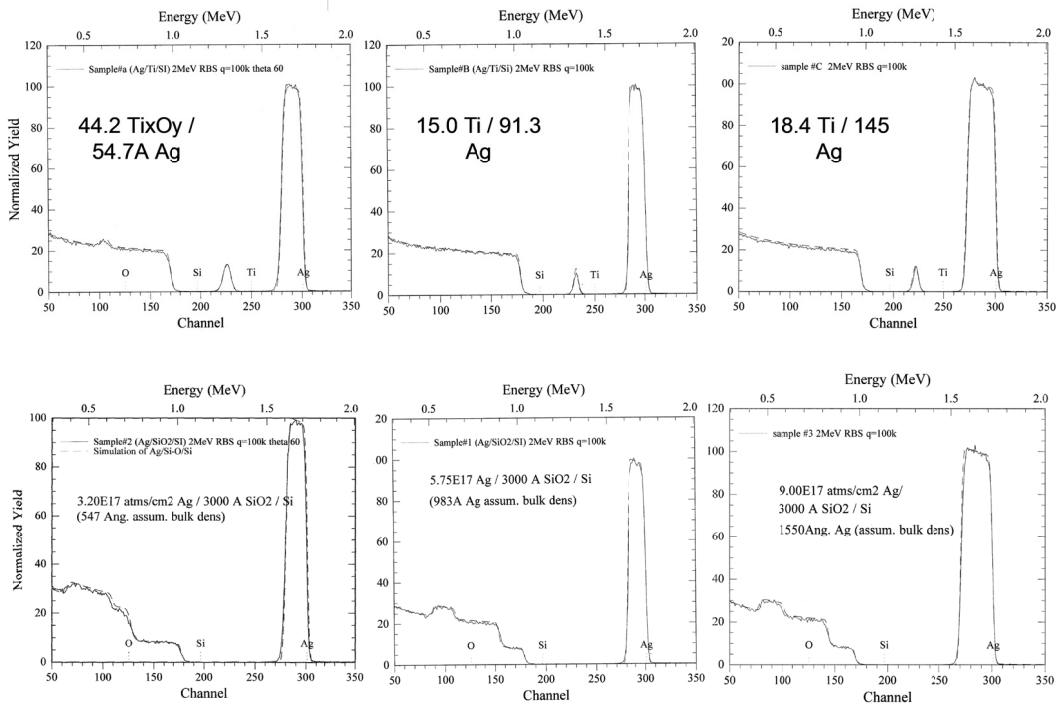 Energy (MeV)
0.5 1.0 1.5 2.0
120
100
80
60
40
20
0
Normalized Yield
Sample#a (Ag/Ti/SI) 2MeV RBS q=100k theta 60
44.2 TixOy /
54.7A Ag
O Si Ti Ag
50 100 150 200 250 300 350
Channel
Energy (MeV)
0.5 1.0 1.5 2.0
120
100
80
60
40
20
0
Sample#B (Ag/Ti/Si) 2MeV RBS q=100k
15.0 Ti / 91.3
Ag
Si Ti Ag
50 100 150 200 250 300 350
Channel
Energy (MeV)
0.5 1.0 1.5 2.0
20
00
80
60
40
20
0
sample #C 2MeV RBS q=100k
18.4 Ti / 145
Ag
Si Ti Ag
50 100 150 200 250 300 350
Channel
Energy (MeV)
0.5 1.0 1.5 2.0
100
80
60
40
20
0
Normalized Yield
Sample#2 (Ag/SiO2/SI) 2MeV RBS q=100k theta 60
Simulation of Ag/Si-O/Si
3.20E17 atms/cm2 Ag / 3000 A SiO2 / Si
(547 Ang. assum. bulk dens)
O Si Ag
50 100 150 200 250 300 350
Channel
Energy (MeV)
0.5 1.0 1.5 2.0
20
00
80
60
40
20
0
Sample#1 (Ag/SiO2/SI) 2MeV RBS q=100k
5.75E17 Ag / 3000 A SiO2 / Si
(983A Ag assum. bulk dens)
O Si Ag
50 100 150 200 250 300 350
Channel
Energy (MeV)
0.5 1.0 1.5 2.0
120
100
80
60
40
20
0
sample #3 2MeV RBS q=100k
9.00E17 atms/cm2 Ag/
3000 A SiO2 / Si
1550Ang. Ag (assum. bulk dens)
O Si Ag
50 100 150 200 250 300 350
Channel